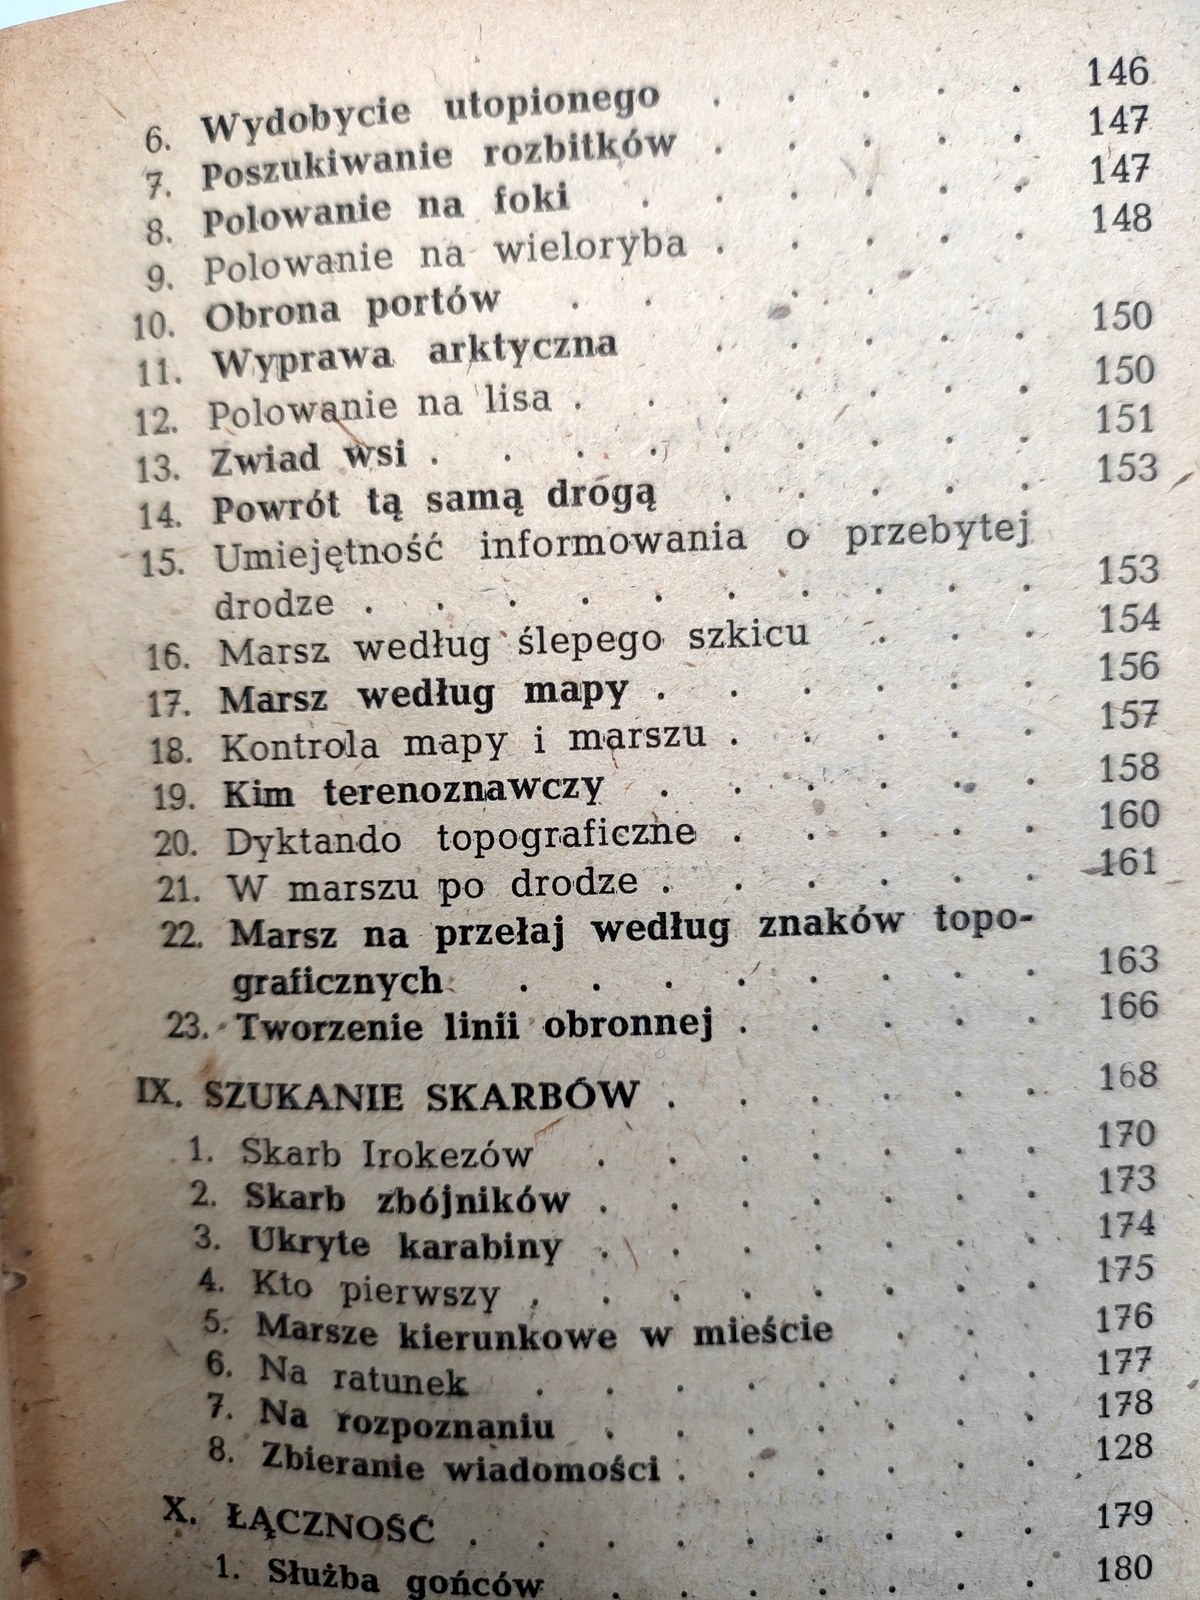 6. Wydobycie utopionego . . . . . 146
7. Poszukiwanie rozbitków . . . . . 147
8. Polowanie na foki . . . . . . 147
9. Polowanie na wieloryba . . . . . 148
10. Obrona portów . . . . .
11. Wyprawa arktyczna . . . . . 150
12. Polowanie na lisa . . . . . . . 150
13. Zwiad wsi . . . . . . . . . 151
14. Powrót tą samą drogą . . . . . 153
15. Umiejętność informowania o przebytej
drodze . . . . . . . . . . 153
16. Marsz według ślepego szkicu . . . 154
17. Marsz według mapy . . . . . . 156
18. Kontrola mapy i marszu . . . . . 157
19. Kim terenoznawczy . . . . . . 158
20. Dyktando topograficzne . . . . . 160
21. W marszu po drodze . . . . . . 161
22. Marsz na przełaj według znaków topo-
graficznych . . . . . . . . 163
23. Tworzenie linii obronnej . . . . . 166
IX. SZUKANIE SKARBÓW . . . . . . 168
1. Skarb Irokezów . . . . . . . 170
2. Skarb zbójników . . . . . . . 173
3. Ukryte karabiny . . . . . . . 174
4. Kto pierwszy . . . . . . . . 175
5. Marsze kierunkowe w mieście . . . 176
6. Na ratunek . . . . . . . . 177
7. Na rozpoznaniu . . . . . . . 178
8. Zbieranie wiadomości . . . . . . 128
X. ŁĄCZNOŚĆ . . . . . . . . . 179
1. Służba gońców . . . . . . . 180